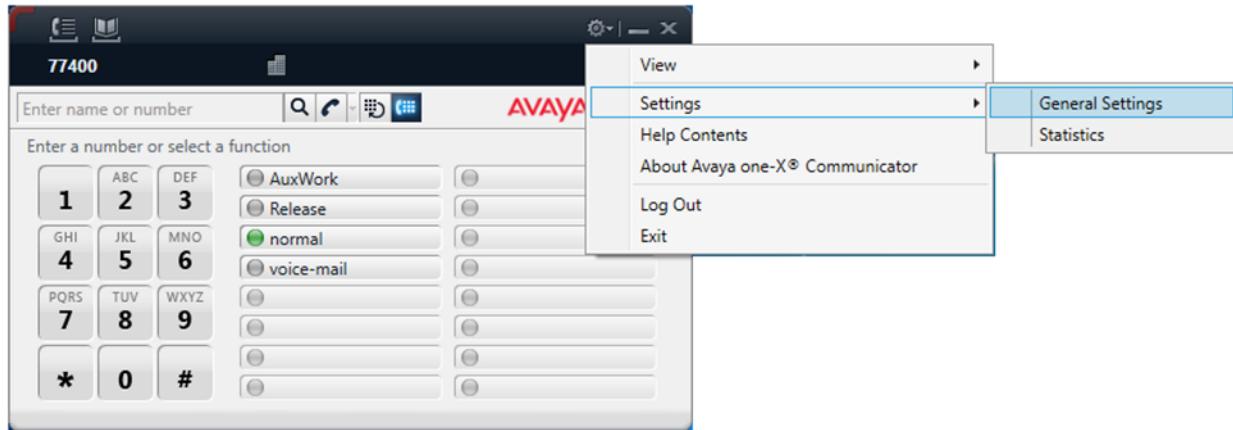 77400
View
Enter name or number
AVAYA
Settings
General Settings
Help Contents
Statistics
Enter a number or select a function
About Avaya one-X® Communicator
Log Out
Exit
ABC DEF
1 2 3
AuxWork
Release
GHI JKL MNO
4 5 6
normal
voice-mail
PQRS TUV WXYZ
7 8 9
* 0 #